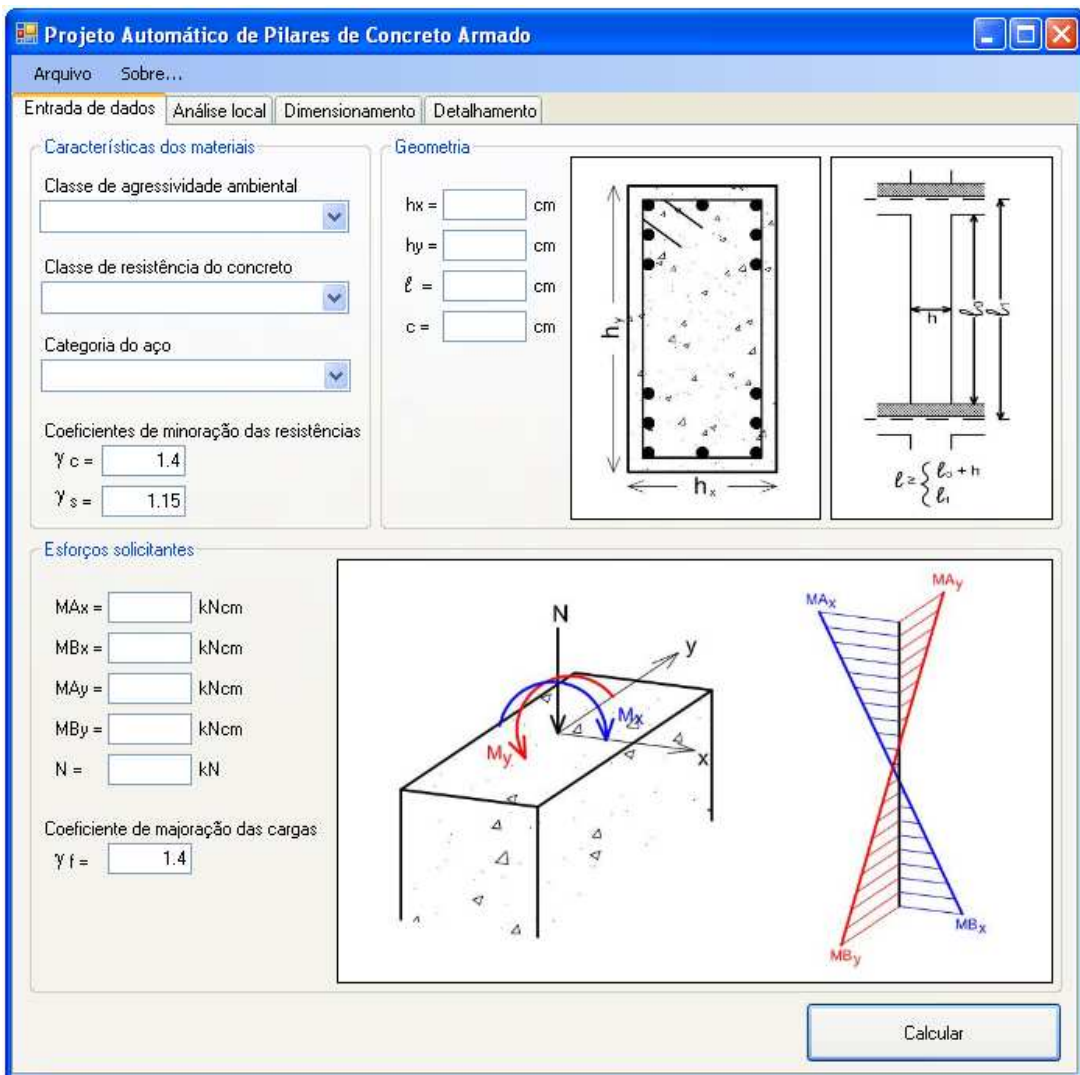 Projeto Automático de Pilares de Concreto Armado
Arquivo Sobre...
Entrada de dados Análise local Dimensionamento Detalhamento
Características dos materiais
Classe de agressividade ambiental
Classe de resistência do concreto
Categoria do aço
Coeficientes de minoração das resistências
γ c = 1.4
γ s = 1.15
Geometria
hx = cm
hy = cm
ℓ = cm
c = cm
hy
hx
h
ℓ0
ℓ1
ℓ ≥ { ℓ0 + h
ℓ1
Esforços solicitantes
MAx = kNcm
MBx = kNcm
MAy = kNcm
MBy = kNcm
N = kN
Coeficiente de majoração das cargas
γ f = 1.4
N
y
Mx
My
x
MAx
MAy
MBx
MBy
Calcular